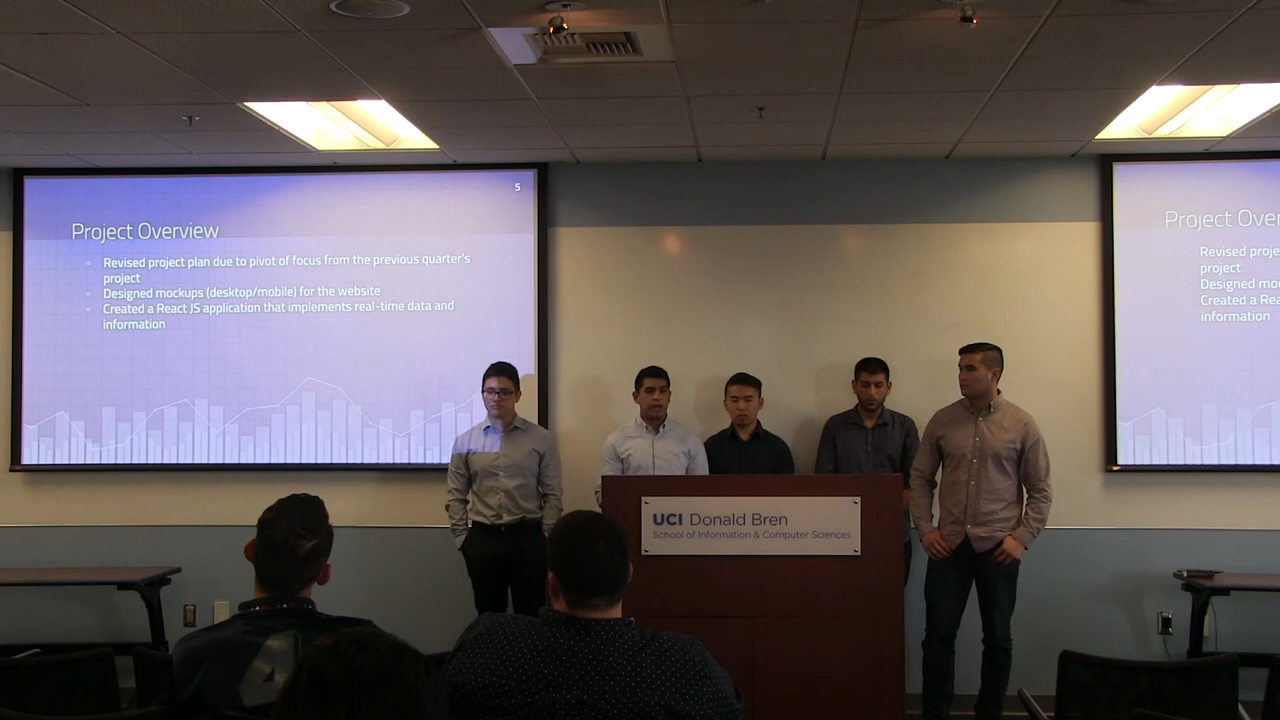 5
Project Overview
Revised project plan due to pivot of focus from the previous quarter's
project
Designed mockups (desktop/mobile) for the website
Created a React JS application that implements real-time data and
information
Project Over
Revised proje
project
Designed mo
Created a Rea
information
UCI Donald Bren
School of Information & Computer Sciences